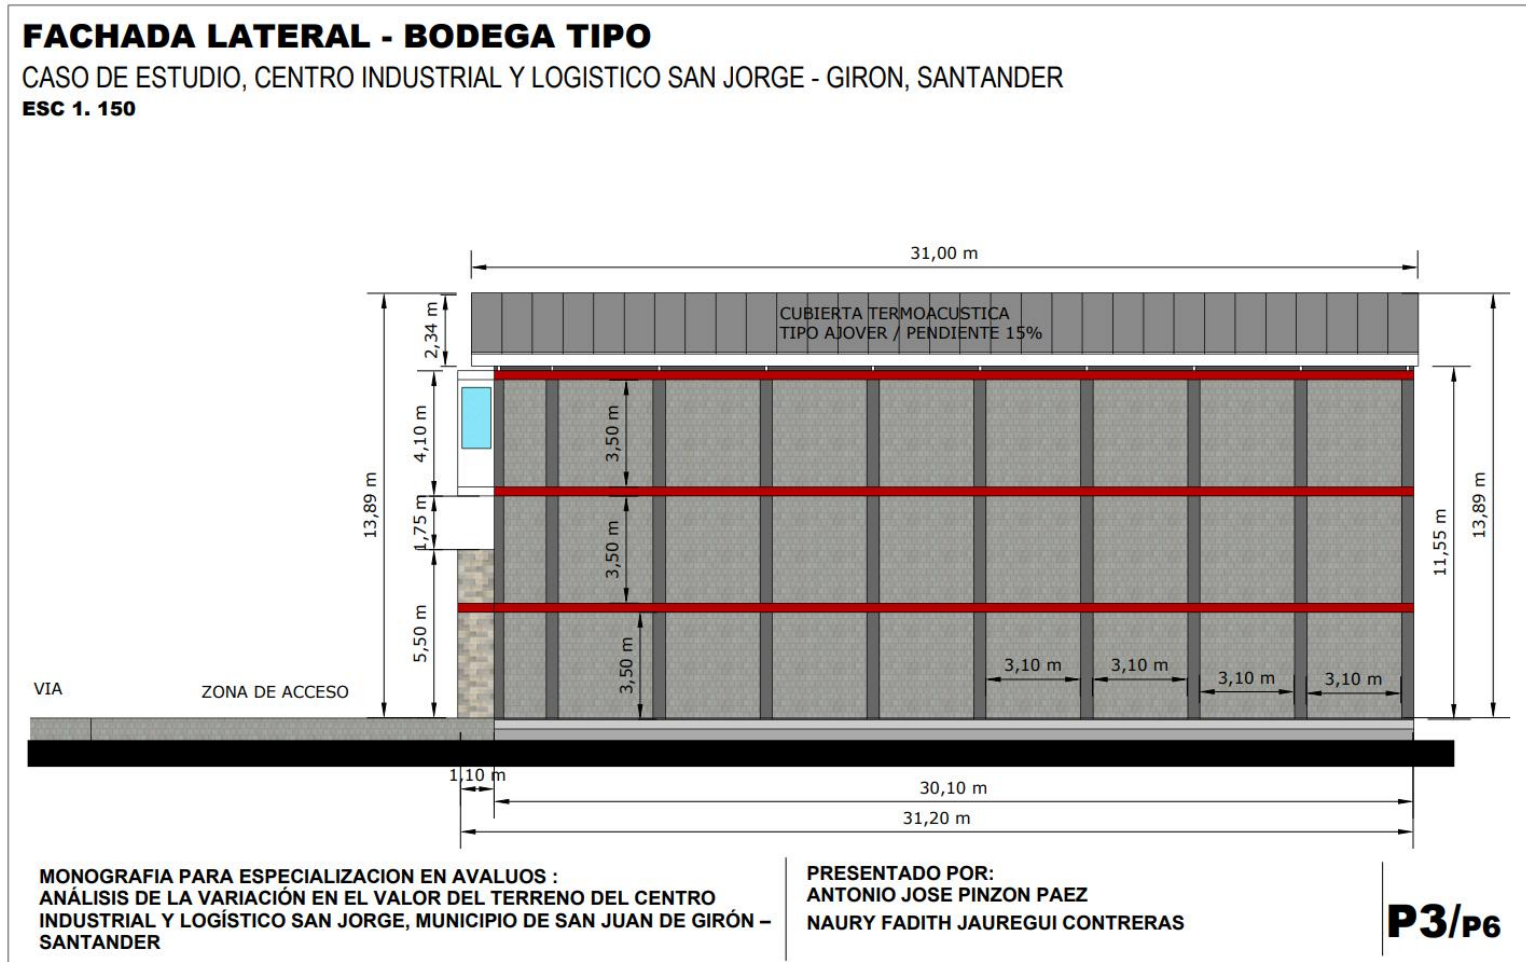 FACHADA LATERAL - BODEGA TIPO
CASO DE ESTUDIO, CENTRO INDUSTRIAL Y LOGISTICO SAN JORGE - GIRON, SANTANDER
ESC 1. 150
31,00 m
CUBIERTA TERMOACUSTICA
TIPO AJOVER / PENDIENTE 15%
2,34 m
4,10 m
3,50 m
13,89 m
1,75 m
3,50 m
13,89 m
11,55 m
5,50 m
3,50 m
3,10 m
3,10 m
3,10 m
3,10 m
VIA
ZONA DE ACCESO
1,10 m
30,10 m
31,20 m
MONOGRAFIA PARA ESPECIALIZACION EN AVALUOS :
ANÁLISIS DE LA VARIACIÓN EN EL VALOR DEL TERRENO DEL CENTRO
INDUSTRIAL Y LOGÍSTICO SAN JORGE, MUNICIPIO DE SAN JUAN DE GIRÓN –
SANTANDER
PRESENTADO POR:
ANTONIO JOSE PINZON PAEZ
NAURY FADITH JAUREGUI CONTRERAS
P3/P6